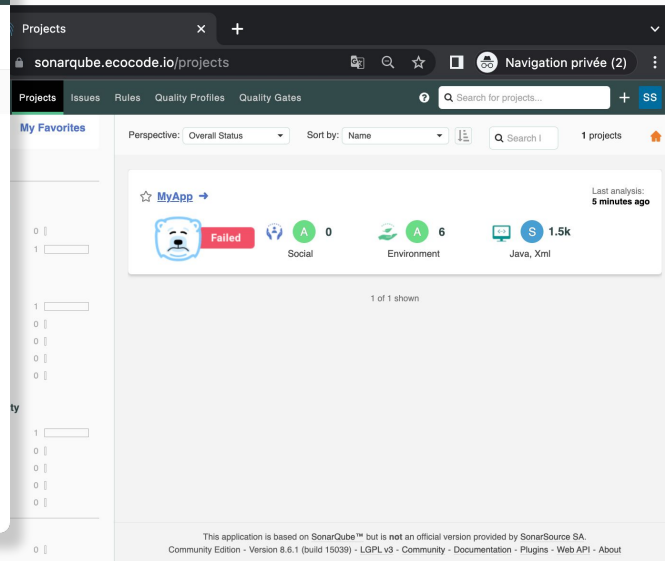 Projects
sonarqube.ecocode.io/projects
Navigation privée (2)
Projects Issues Rules Quality Profiles Quality Gates
Search for projects...
SS
My Favorites
Perspective: Overall Status Sort by: Name
Search
1 projects
MyApp
Last analysis:
5 minutes ago
Failed
A 0
Social
A 6
Environment
S 1.5k
Java, Xml
1 of 1 shown
0
1
1
0
0
0
0
ty
1
0
0
0
0
0
This application is based on SonarQube™ but is not an official version provided by SonarSource SA.
Community Edition - Version 8.6.1 (build 15039) - LGPL v3 - Community - Documentation - Plugins - Web API - About